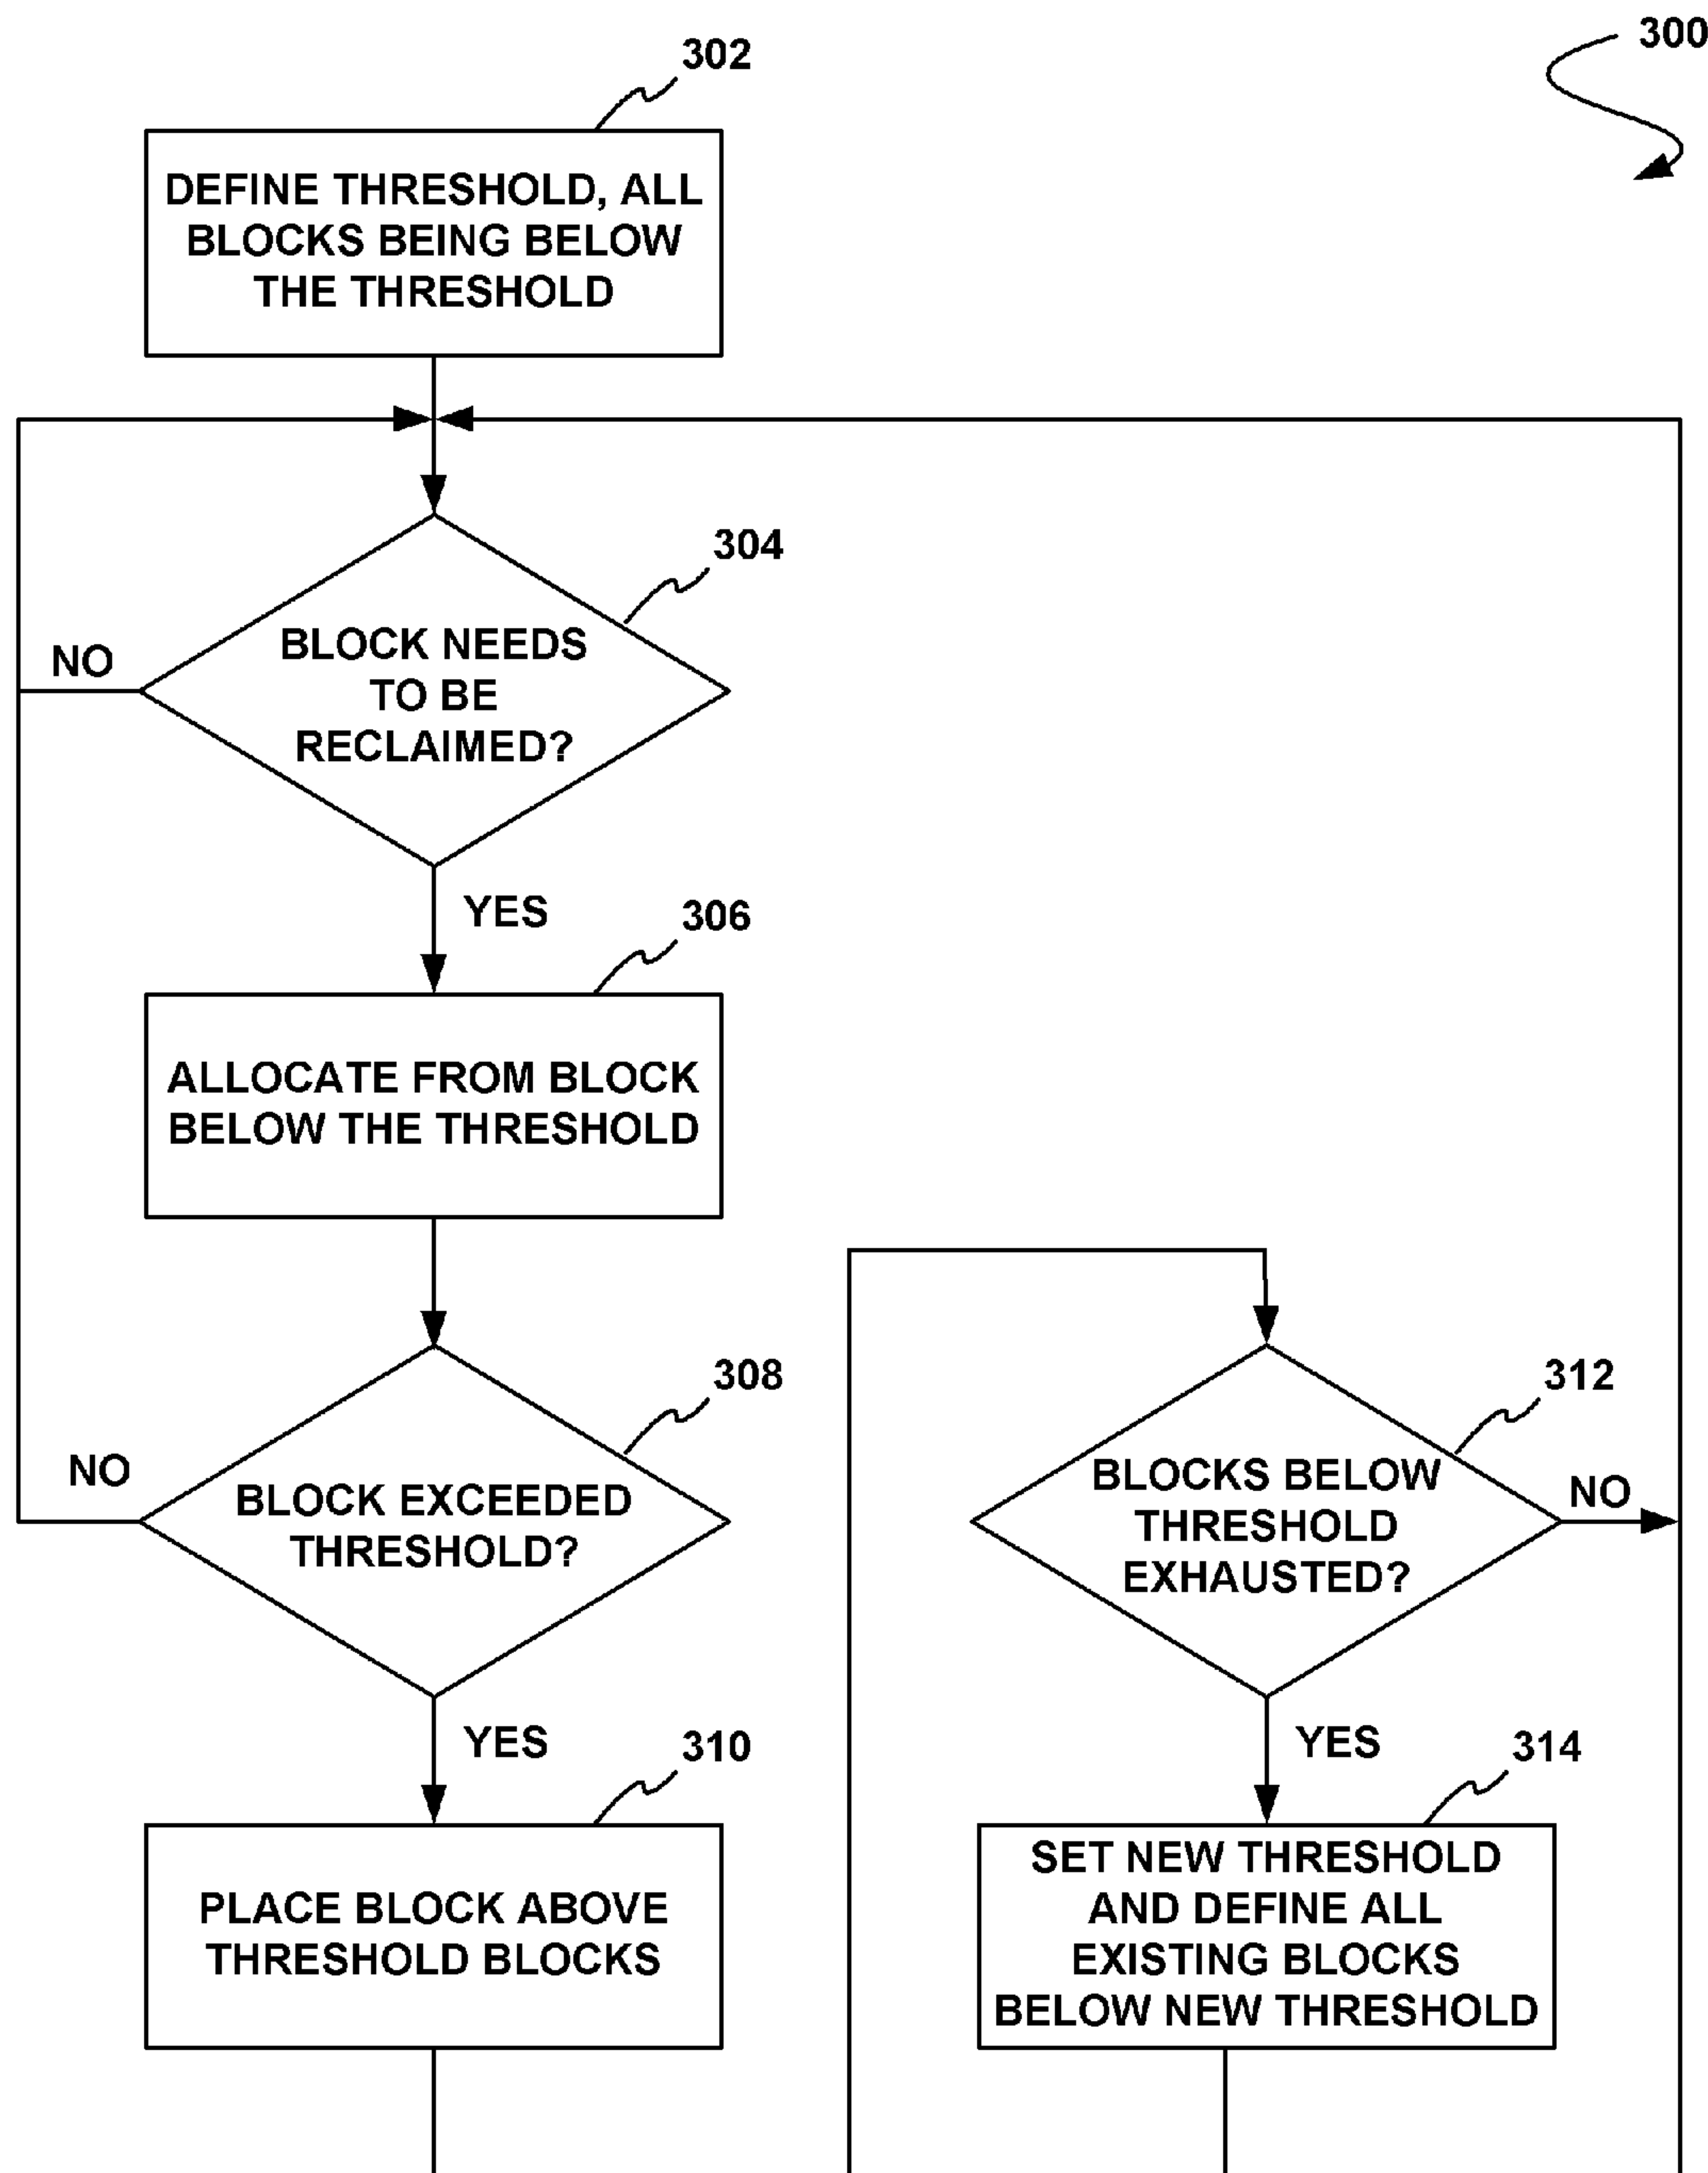 300
302
DEFINE THRESHOLD, ALL
BLOCKS BEING BELOW
THE THRESHOLD
304
BLOCK NEEDS
TO BE
RECLAIMED?
NO
YES
306
ALLOCATE FROM BLOCK
BELOW THE THRESHOLD
308
BLOCK EXCEEDED
THRESHOLD?
NO
YES
310
PLACE BLOCK ABOVE
THRESHOLD BLOCKS
312
BLOCKS BELOW
THRESHOLD
EXHAUSTED?
NO
YES
314
SET NEW THRESHOLD
AND DEFINE ALL
EXISTING BLOCKS
BELOW NEW THRESHOLD